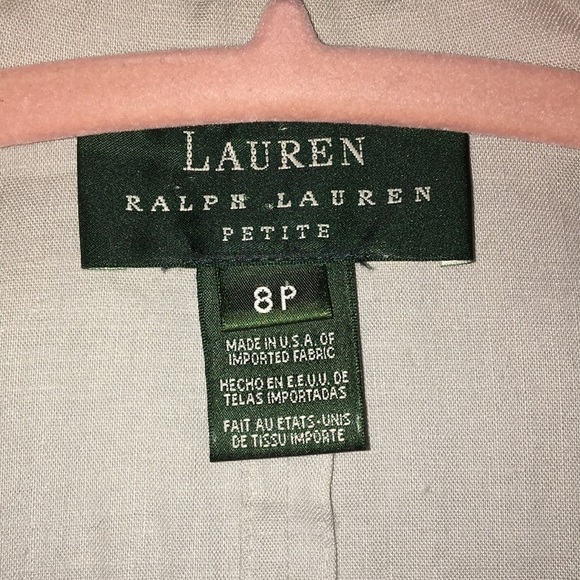 LAUREN
RALPH LAUREN
PETITE
8P
MADE IN U.S.A. OF
IMPORTED FABRIC
HECHO EN E.E.U.U. DE
TELAS IMPORTADAS
FAIT AU ETATS-UNIS
DE TISSU IMPORTE